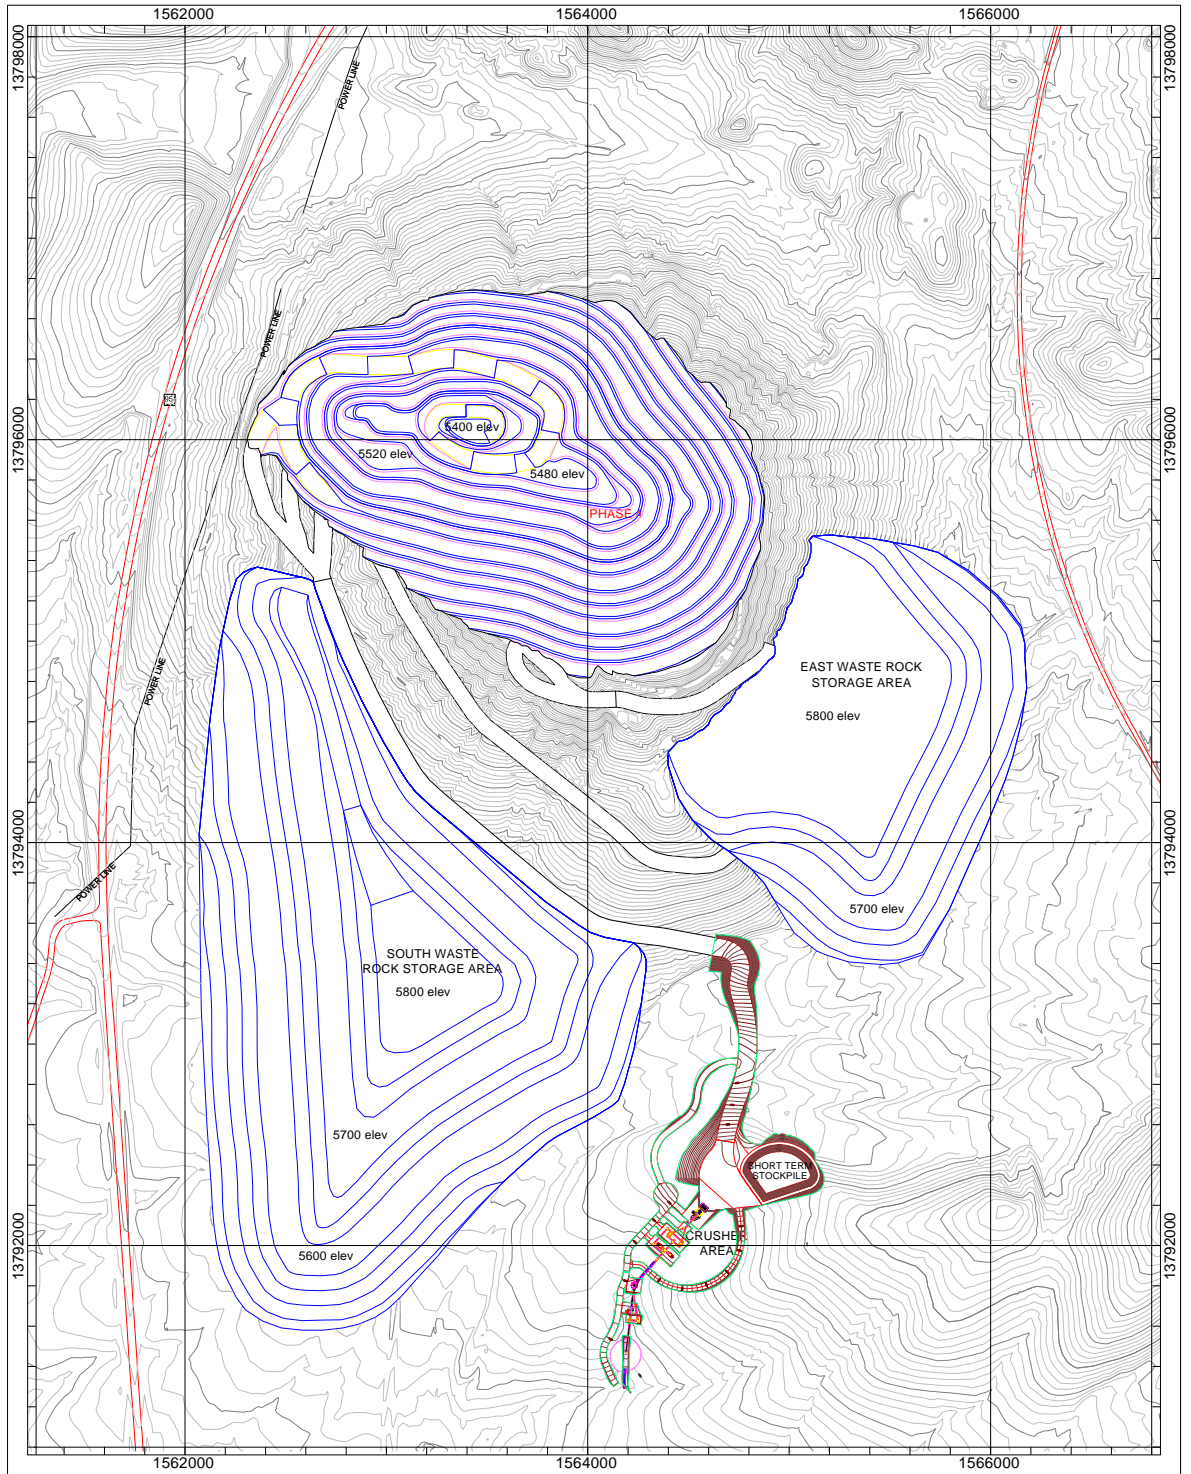 1562000
1564000
1566000
13798000
13798000
POWER LINE
POWER LINE
95
13796000
13796000
5400 elev
5520 elev
5480 elev
PHASE 4
EAST WASTE ROCK
STORAGE AREA
5800 elev
POWER LINE
13794000
13794000
POWER LINE
5700 elev
SOUTH WASTE
ROCK STORAGE AREA
5800 elev
5700 elev
SHORT TERM
STOCKPILE
CRUSHER
AREA
5600 elev
13792000
13792000
1562000
1564000
1566000